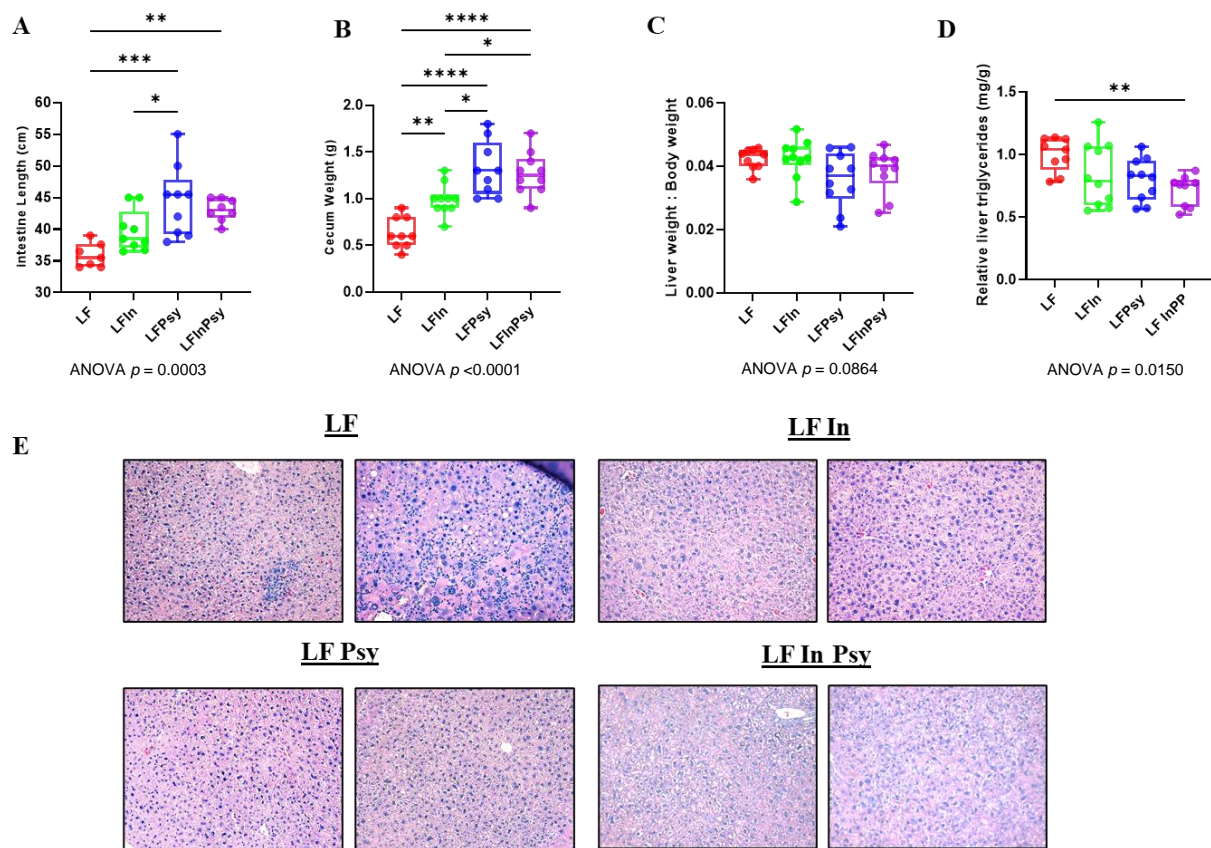 A
**
***
*
Intestine Length (cm)
60
55
50
45
40
35
30
LF
LFIn
LFPsy
LFInPsy
ANOVA p = 0.0003
B
****
*
****
*
**
Cecum Weight (g)
2.0
1.5
1.0
0.5
0.0
LF
LFIn
LFPsy
LFInPsy
ANOVA p <0.0001
C
Liver weight : Body weight
0.06
0.04
0.02
0.00
LF
LFIn
LFPsy
LFInPsy
ANOVA p = 0.0864
D
**
Relative liver triglycerides (mg/g)
1.5
1.0
0.5
0.0
LF
LFIn
LFPsy
LF InPP
ANOVA p = 0.0150
E
LF
LF In
LF Psy
LF In Psy